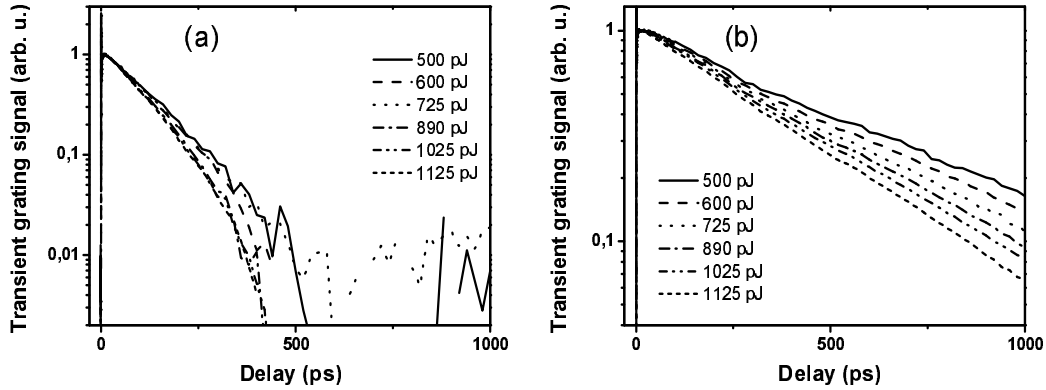 Transient grating signal (arb. u.)
1
0,1
0,01
(a)
500 pJ
600 pJ
725 pJ
890 pJ
1025 pJ
1125 pJ
0
500
1000
Delay (ps)
Transient grating signal (arb. u.)
1
0,1
(b)
500 pJ
600 pJ
725 pJ
890 pJ
1025 pJ
1125 pJ
0
500
1000
Delay (ps)